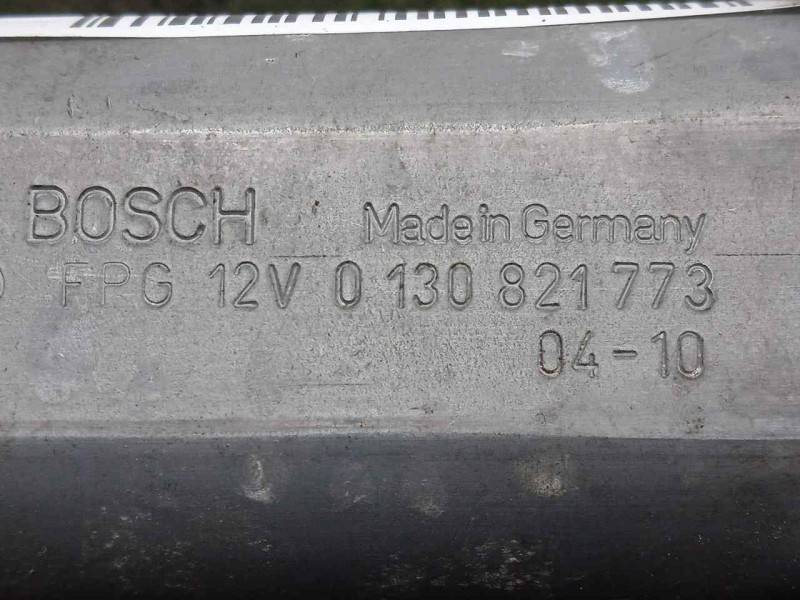 BOSCH Made in Germany
FPG 12V 0 130 821 773
04-10